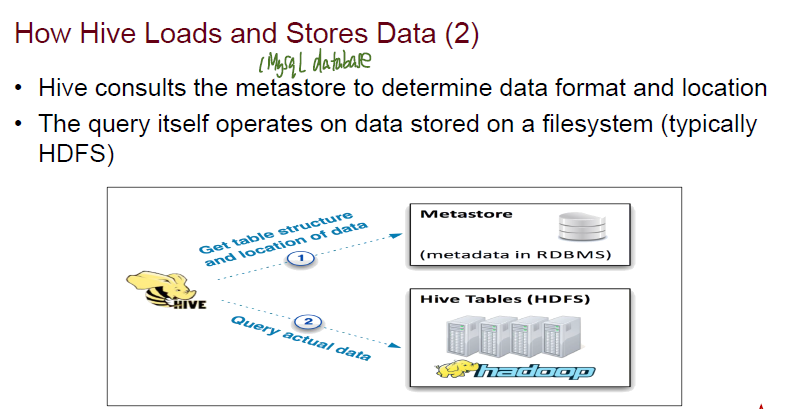 How Hive Loads and Stores Data (2)
(Mysql database
• Hive consults the metastore to determine data format and location
• The query itself operates on data stored on a filesystem (typically
HDFS)
Get table structure
and location of data
1
Metastore
(metadata in RDBMS)
HIVE
2
Query actual data
Hive Tables (HDFS)
hadoop